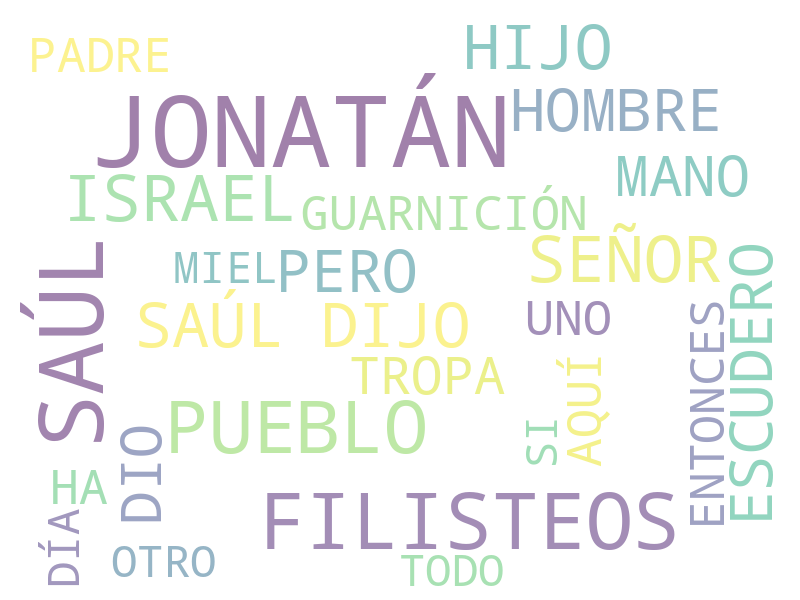 PADRE
HIJO
JONATÁN
HOMBRE
MANO
ISRAEL
GUARNICIÓN
SEÑOR
MIEL
PERO
SAÚL
ESCUDERO
SAÚL DIJO
UNO
ENTONCES
TROPA
AQUÍ
PUEBLO
SI
DIO
HA
FILISTEOS
DÍA
OTRO
TODO